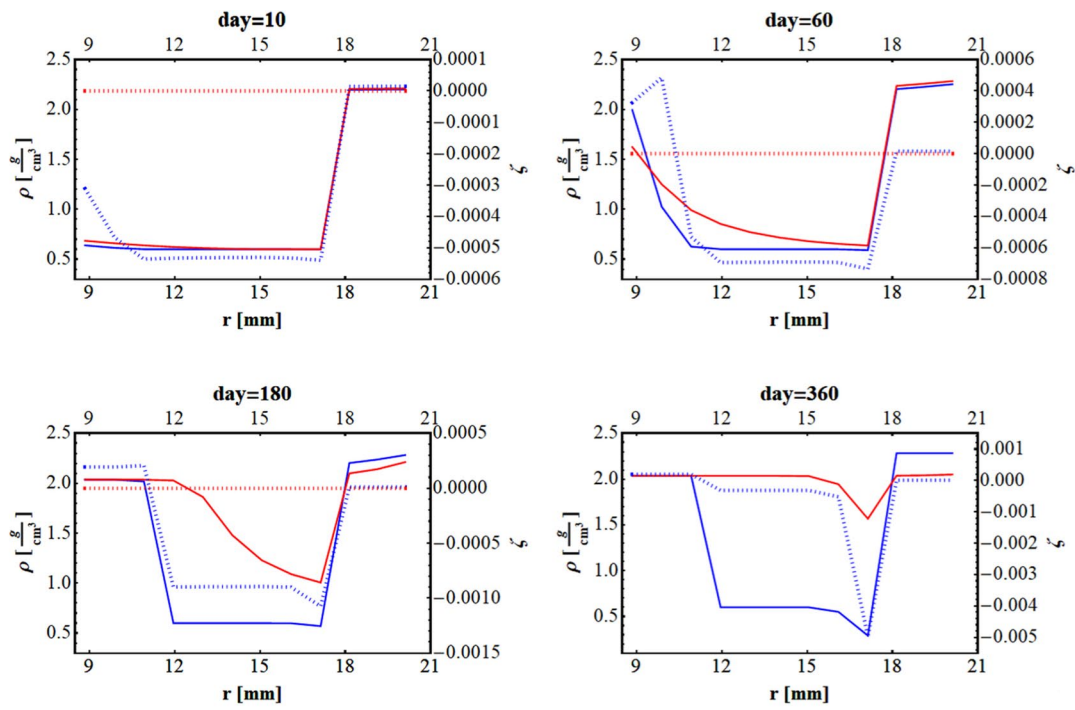 day=10
9 12 15 18 21
2.5 0.0001
0.0000
2.0 −0.0001
−0.0002
1.5
−0.0003
1.0 −0.0004
−0.0005
0.5
−0.0006
ρ [g/cm³]
ζ
9 12 15 18 21
r [mm]
day=60
9 12 15 18 21
2.5 0.0006
0.0004
2.0
0.0002
1.5 0.0000
−0.0002
1.0 −0.0004
−0.0006
0.5
−0.0008
ρ [g/cm³]
ζ
9 12 15 18 21
r [mm]
day=180
9 12 15 18 21
2.5 0.0005
2.0 0.0000
1.5
−0.0005
1.0
−0.0010
0.5
−0.0015
ρ [g/cm³]
ζ
9 12 15 18 21
r [mm]
day=360
9 12 15 18 21
2.5
0.001
2.0 0.000
−0.001
1.5
−0.002
1.0 −0.003
−0.004
0.5
−0.005
ρ [g/cm³]
ζ
9 12 15 18 21
r [mm]